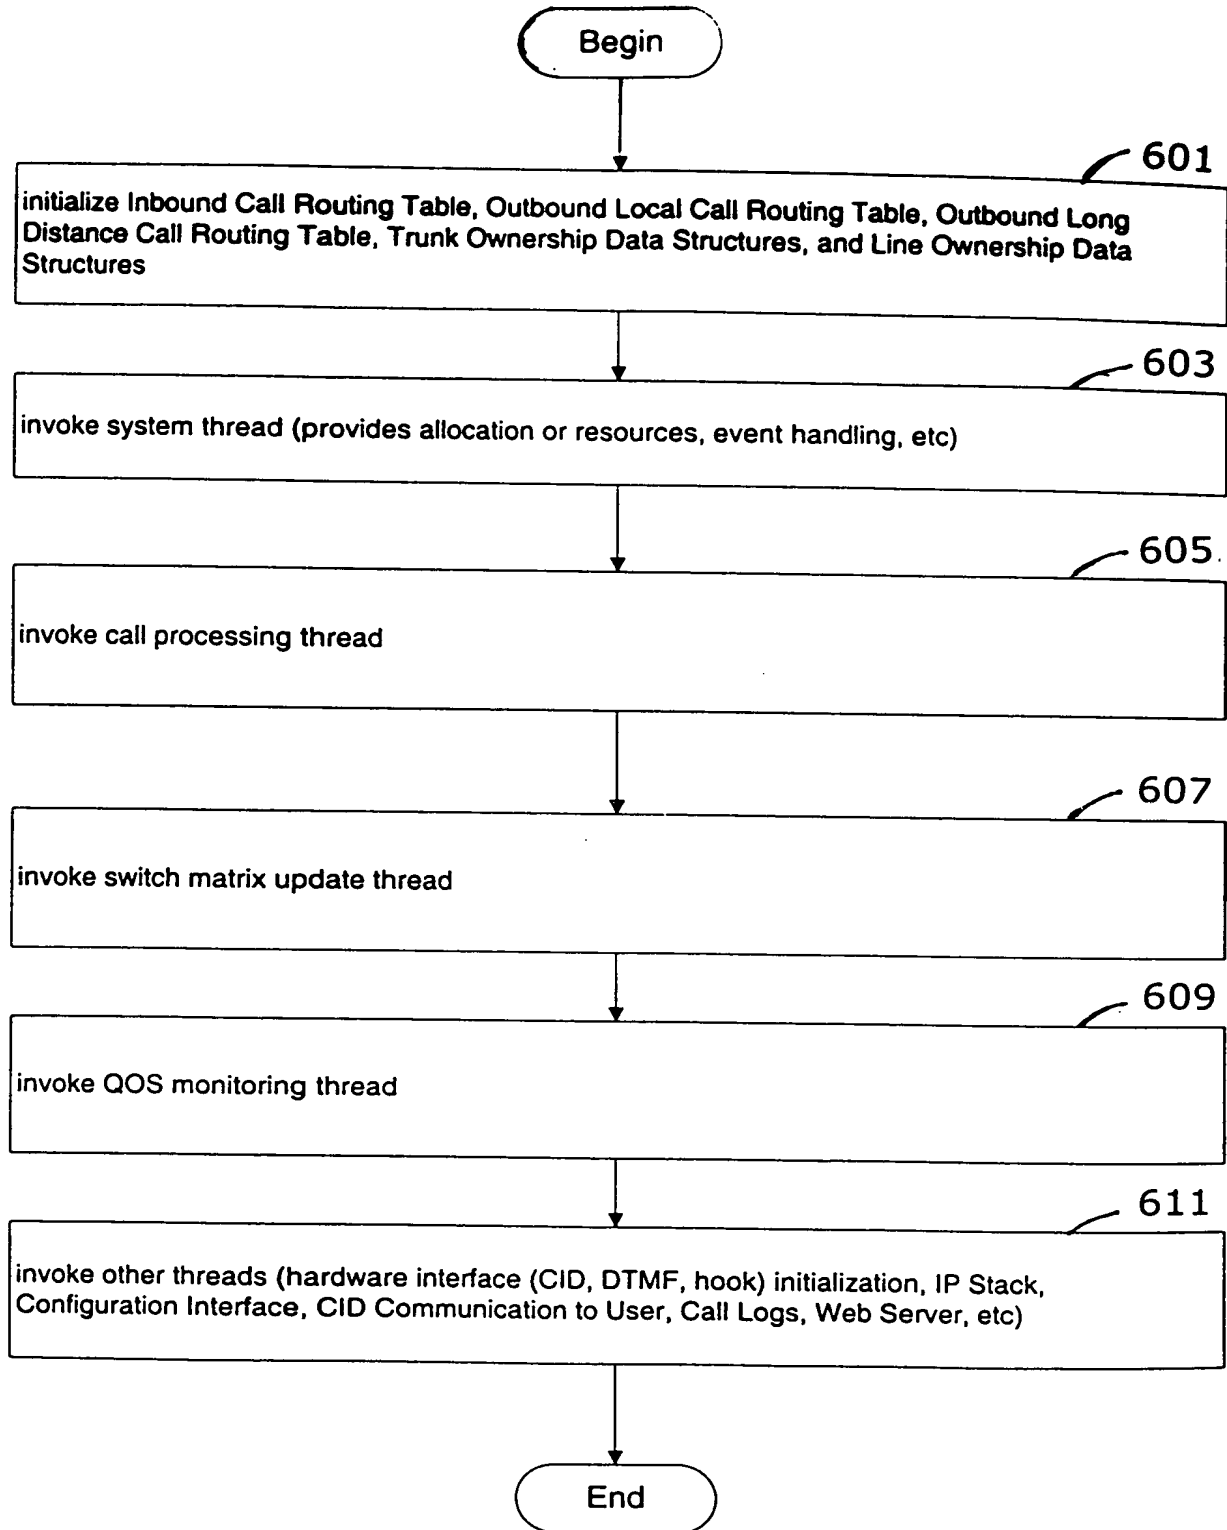 Begin
601
initialize Inbound Call Routing Table, Outbound Local Call Routing Table, Outbound Long
Distance Call Routing Table, Trunk Ownership Data Structures, and Line Ownership Data
Structures
603
invoke system thread (provides allocation or resources, event handling, etc)
605
invoke call processing thread
607
invoke switch matrix update thread
609
invoke QOS monitoring thread
611
invoke other threads (hardware interface (CID, DTMF, hook) initialization, IP Stack,
Configuration Interface, CID Communication to User, Call Logs, Web Server, etc)
End